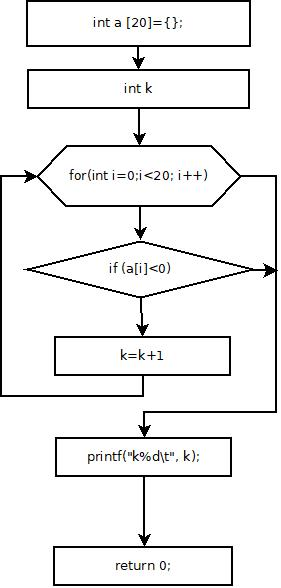 int a [20]={};
int k
for(int i=0;i<20; i++)
if (a[i]<0)
k=k+1
printf("k%d\t", k);
return 0;